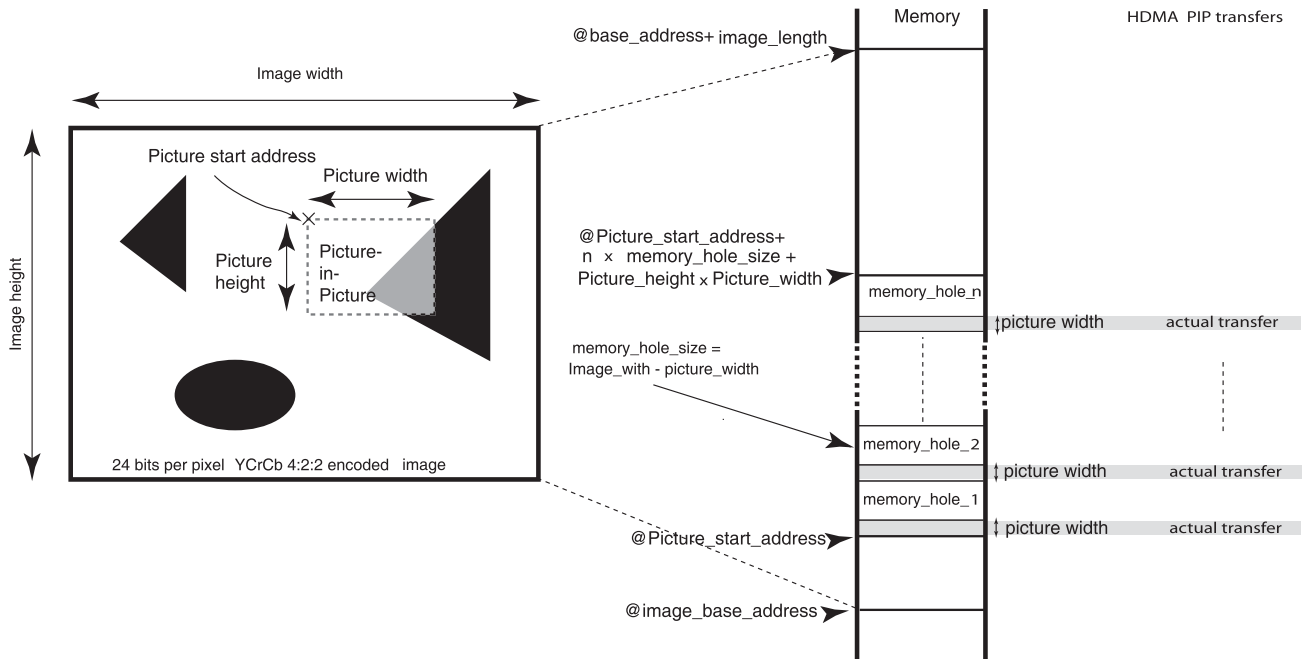 Memory
HDMA PIP transfers
@base_address+ image_length
Image width
Picture start address
Picture width
Image height
Picture
height
Picture-
in-
Picture
24 bits per pixel YCrCb 4:2:2 encoded image
@Picture_start_address+
n x memory_hole_size +
Picture_height x Picture_width
memory_hole_n
picture width
actual transfer
memory_hole_size =
Image_with - picture_width
memory_hole_2
picture width
actual transfer
memory_hole_1
picture width
actual transfer
@Picture_start_address
@image_base_address